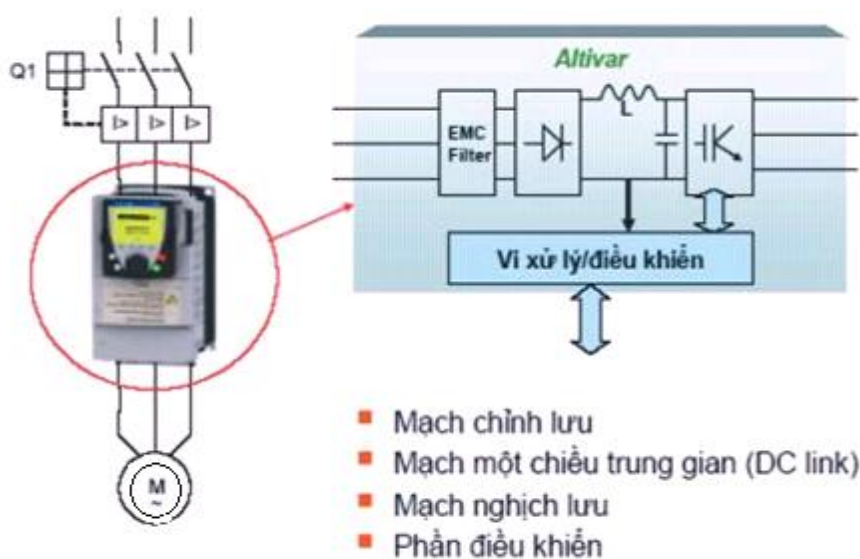 Q1
M
~
Altivar
EMC
Filter
L
Vi xử lý/điều khiến
Mạch chỉnh lưu
Mạch một chiều trung gian (DC link)
Mạch nghịch lưu
Phần điều khiển